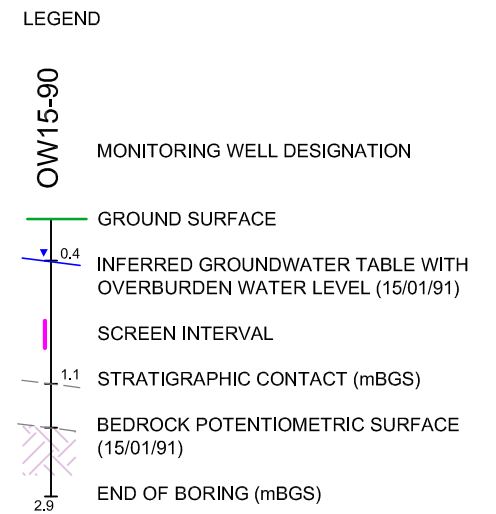 LEGEND
OW15-90
MONITORING WELL DESIGNATION
GROUND SURFACE
0.4
INFERRED GROUNDWATER TABLE WITH
OVERBURDEN WATER LEVEL (15/01/91)
SCREEN INTERVAL
1.1
STRATIGRAPHIC CONTACT (mBGS)
BEDROCK POTENTIOMETRIC SURFACE
(15/01/91)
END OF BORING (mBGS)
2.9